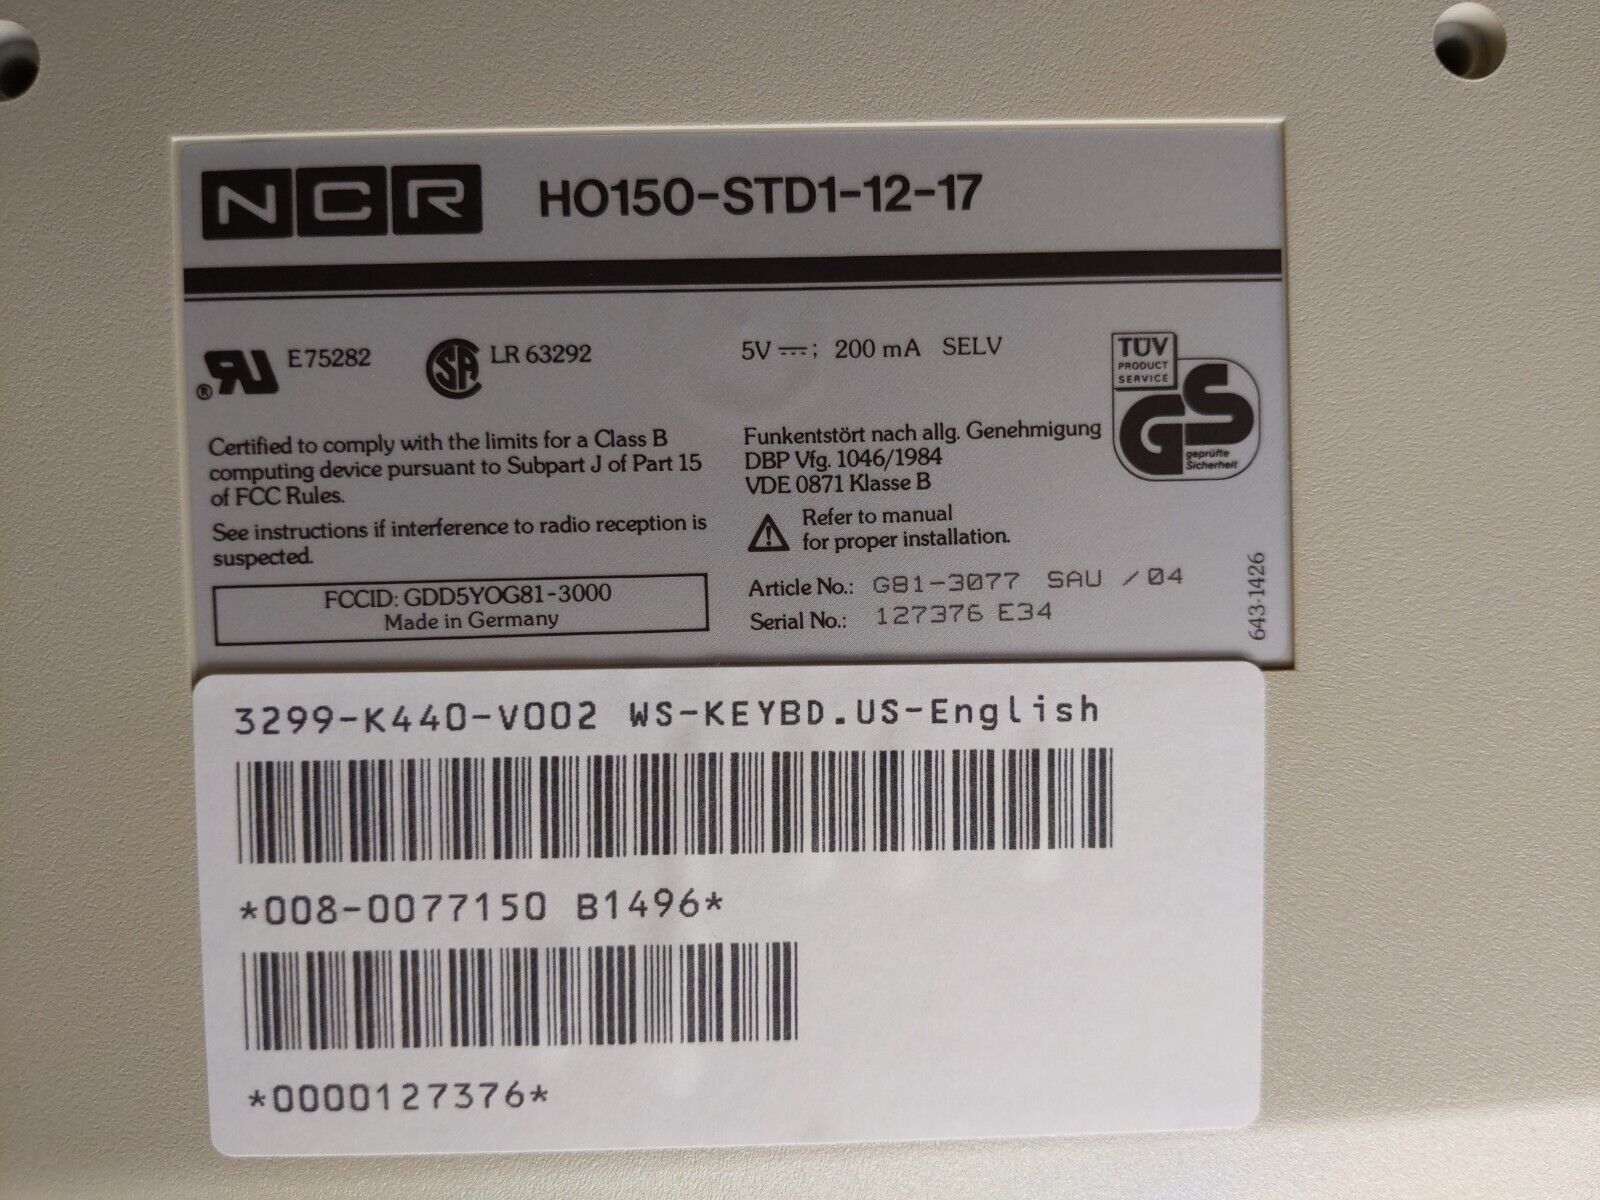 NCR HO150-STD1-12-17
E75282
LR 63292
5V ⎓; 200 mA SELV
TÜV
PRODUCT
SERVICE
GS
geprüfte
Sicherheit
Certified to comply with the limits for a Class B
computing device pursuant to Subpart J of Part 15
of FCC Rules.
See instructions if interference to radio reception is
suspected.
FCCID: GDD5YOG81-3000
Made in Germany
Funkentstört nach allg. Genehmigung
DBP Vfg. 1046/1984
VDE 0871 Klasse B
Refer to manual
for proper installation.
Article No.: G81-3077 SAU /04
Serial No.: 127376 E34
643-1426
3299-K440-V002 WS-KEYBD.US-English
*008-0077150 B1496*
*0000127376*